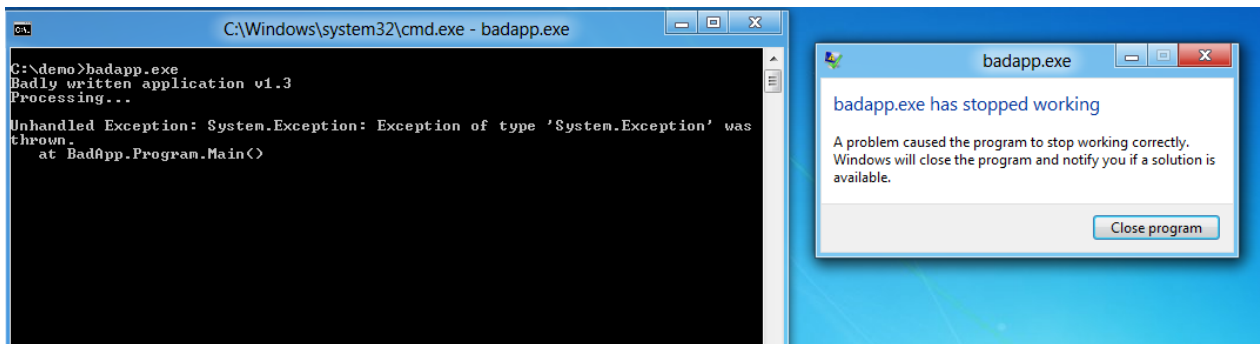 C:\Windows\system32\cmd.exe - badapp.exe
C:\demo>badapp.exe
Badly written application v1.3
Processing...
Unhandled Exception: System.Exception: Exception of type 'System.Exception' was
thrown.
   at BadApp.Program.Main()
badapp.exe
badapp.exe has stopped working
A problem caused the program to stop working correctly.
Windows will close the program and notify you if a solution is
available.
Close program